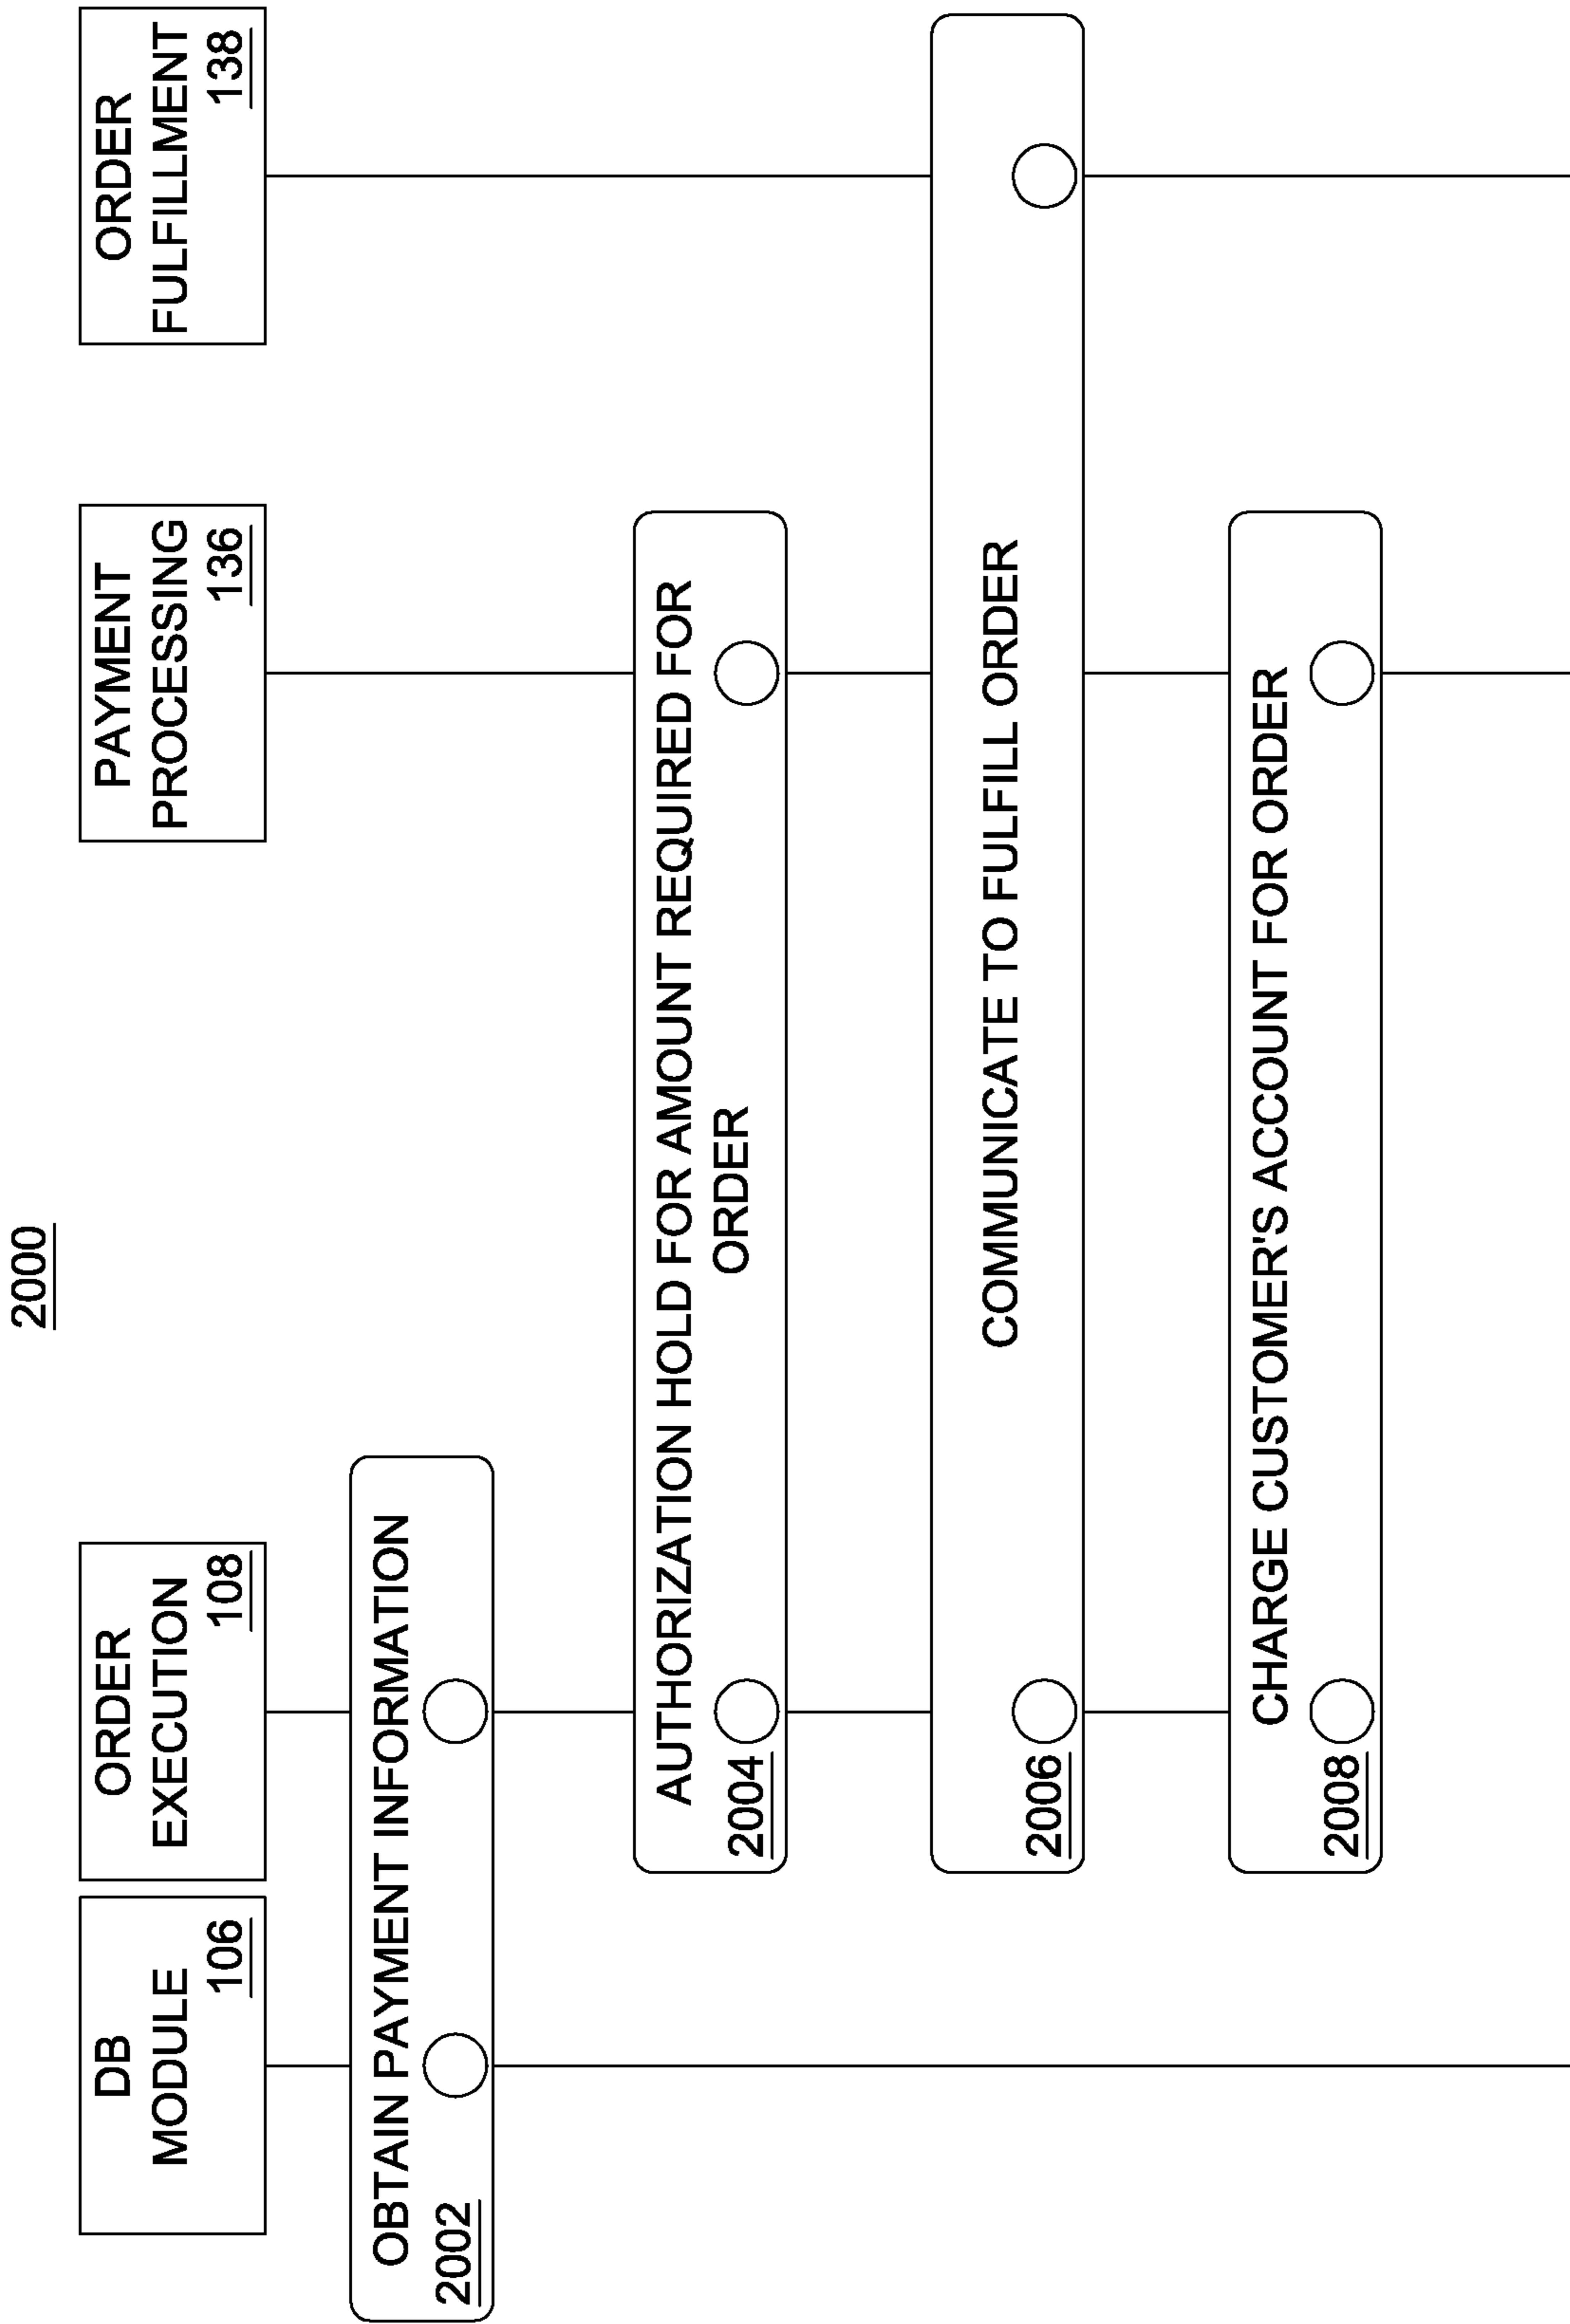 2000
DB
MODULE
106
ORDER
EXECUTION
108
PAYMENT
PROCESSING
136
ORDER
FULFILLMENT
138
OBTAIN PAYMENT INFORMATION
2002
AUTHORIZATION HOLD FOR AMOUNT REQUIRED FOR
ORDER
2004
COMMUNICATE TO FULFILL ORDER
2006
CHARGE CUSTOMER'S ACCOUNT FOR ORDER
2008